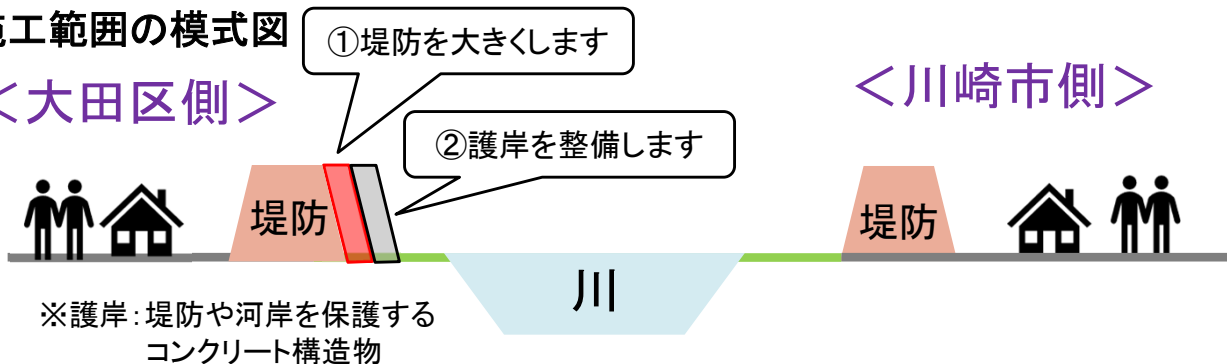 施工範囲の模式図
①堤防を大きくします
＜大田区側＞
＜川崎市側＞
②護岸を整備します
堤防
堤防
川
※護岸：堤防や河岸を保護する
コンクリート構造物